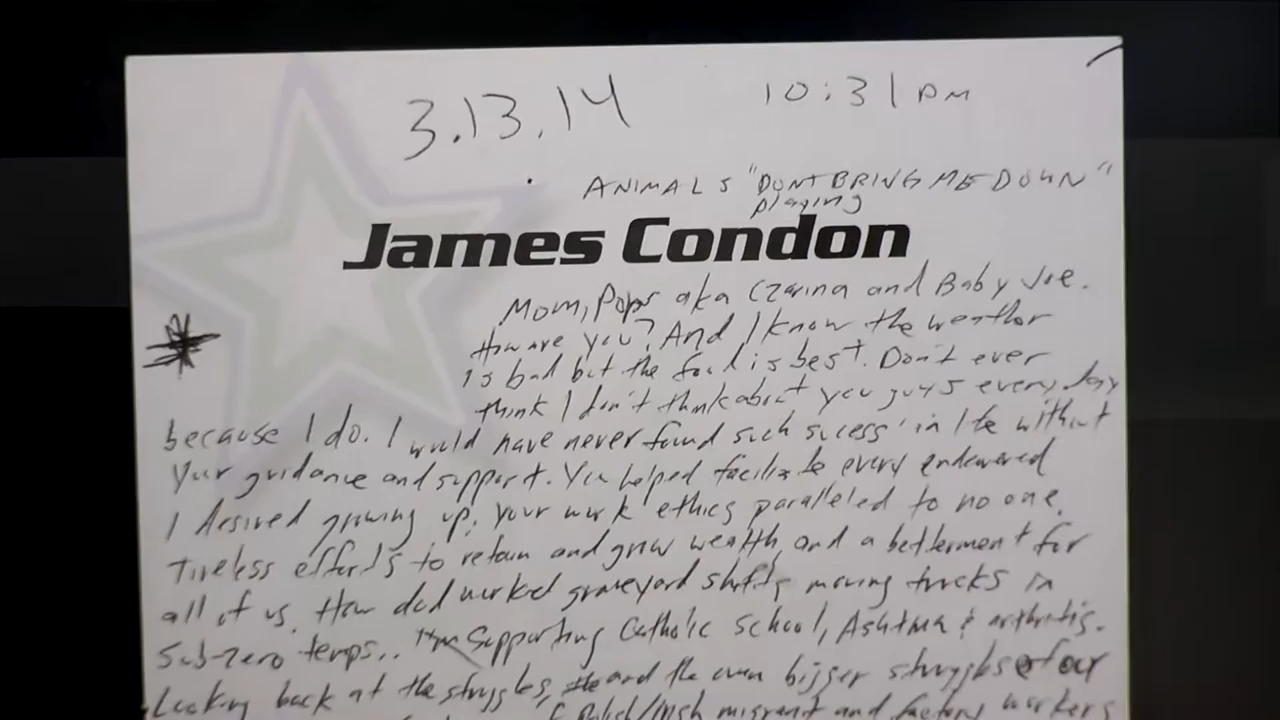 3.13.14 10:31 PM
ANIMALS "DONT BRING ME DOWN"
playing
James Condon
Mom, Pops aka Czarina and Baby Joe.
How are you? And I know the weather
is bad but the food is best. Don't ever
think I don't think about you guys every day
because I do. I would have never found such sucess in life without
your guidance and support. You helped facilitate every endeavored
I desired growing up. Your work ethics paralleled to no one.
Tireless efforts to retain and grow wealth and a betterment for
all of us. How dad worked graveyard shifts moving trucks in
Sub-zero temps.. Supporting Catholic school, Ashtma & arthritis.
Looking back at the struggles, and the even bigger struggles of our
Polish/Irish migrant and factory workers